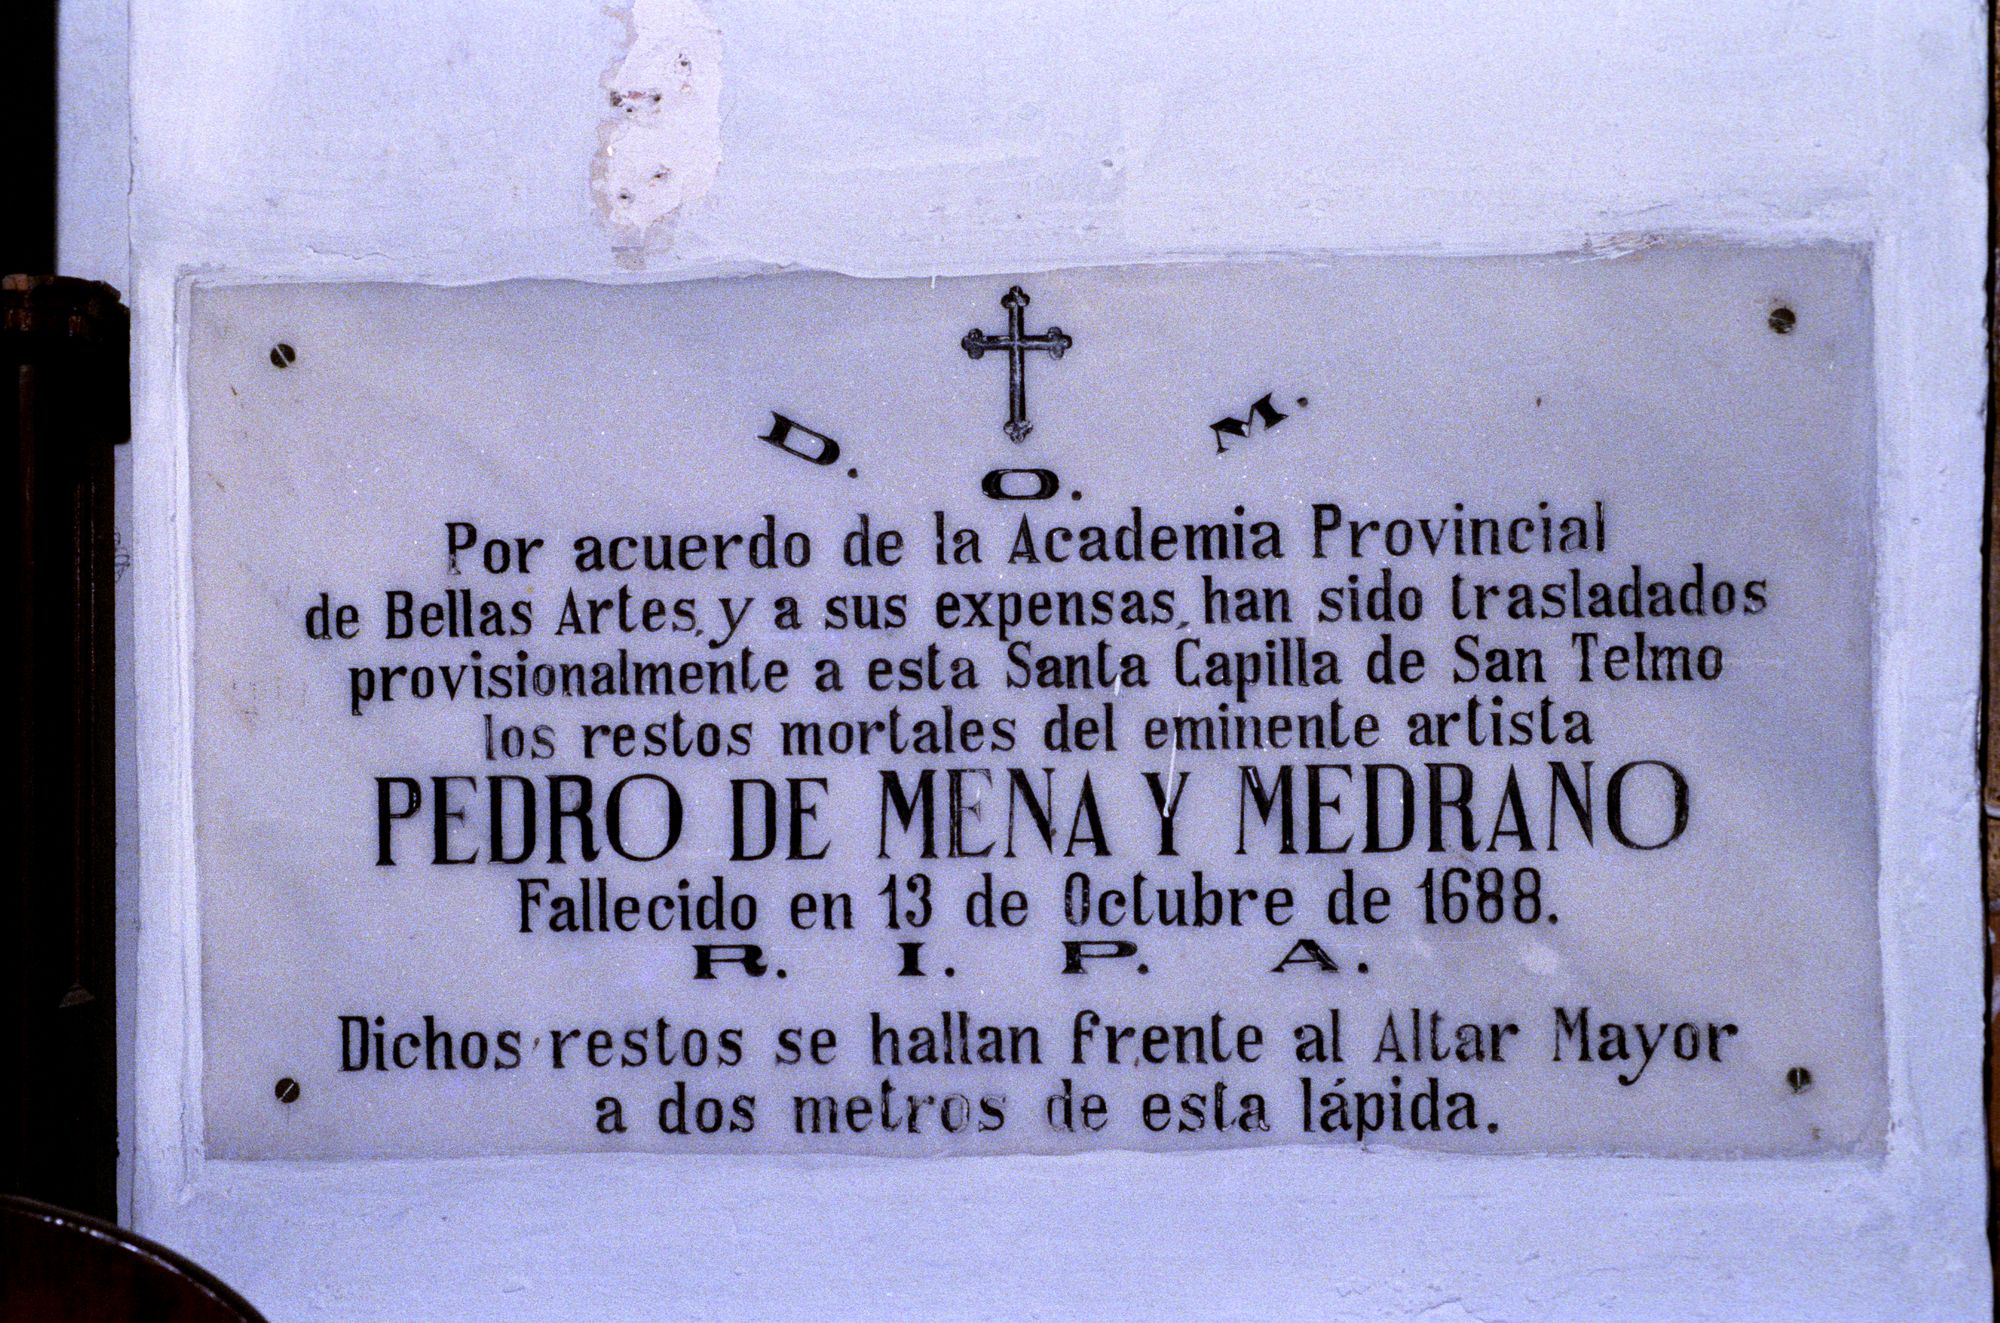 D. O. M.
Por acuerdo de la Academia Provincial
de Bellas Artes, y a sus expensas, han sido trasladados
provisionalmente a esta Santa Capilla de San Telmo
los restos mortales del eminente artista
PEDRO DE MENA Y MEDRANO
Fallecido en 13 de Octubre de 1688.
R. I. P. A.
Dichos restos se hallan frente al Altar Mayor
a dos metros de esta lápida.